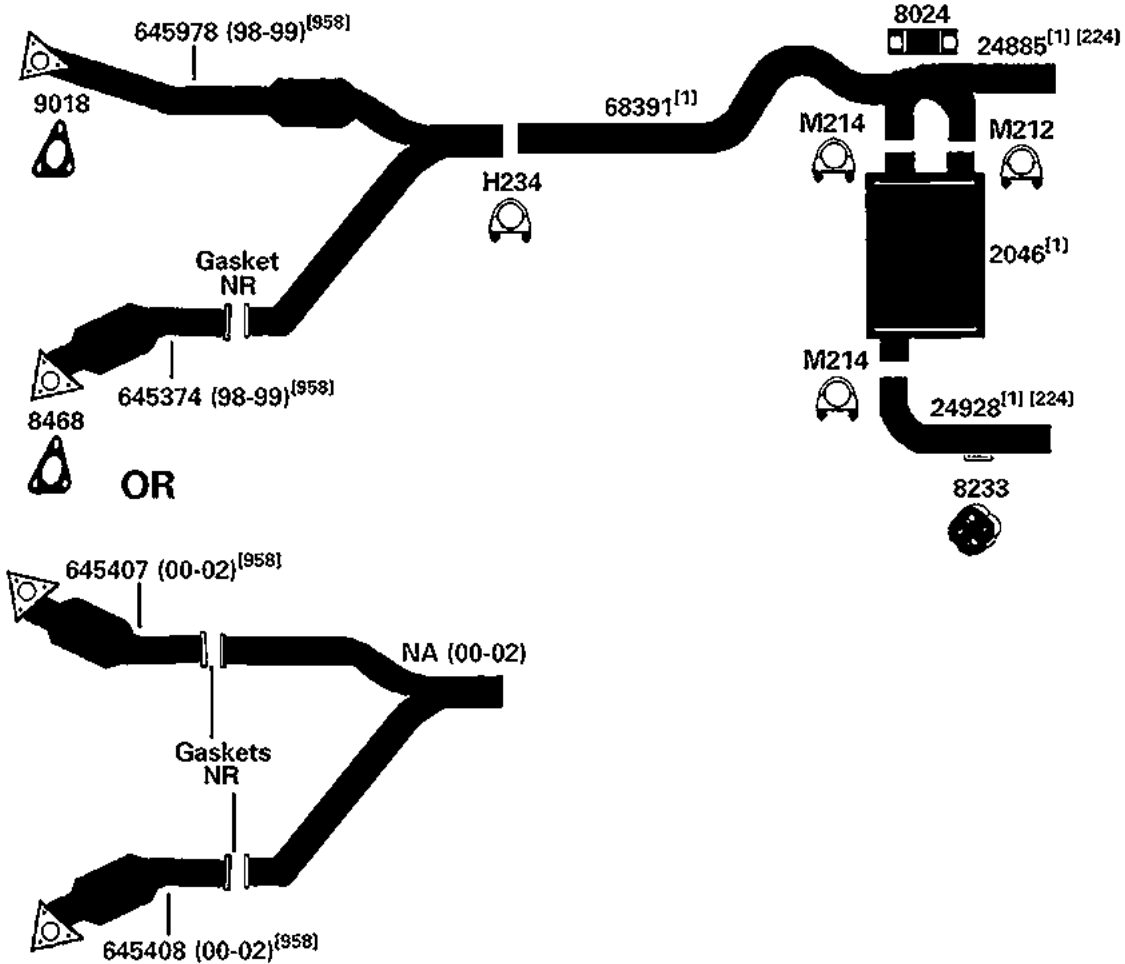 645978 (98-99)[958]
8024
24885[1] [224]
9018
68391[1]
M214
M212
H234
Gasket
NR
2046[1]
M214
645374 (98-99)[958]
24928[1] [224]
8468
OR
8233
645407 (00-02)[958]
NA (00-02)
Gaskets
NR
645408 (00-02)[958]